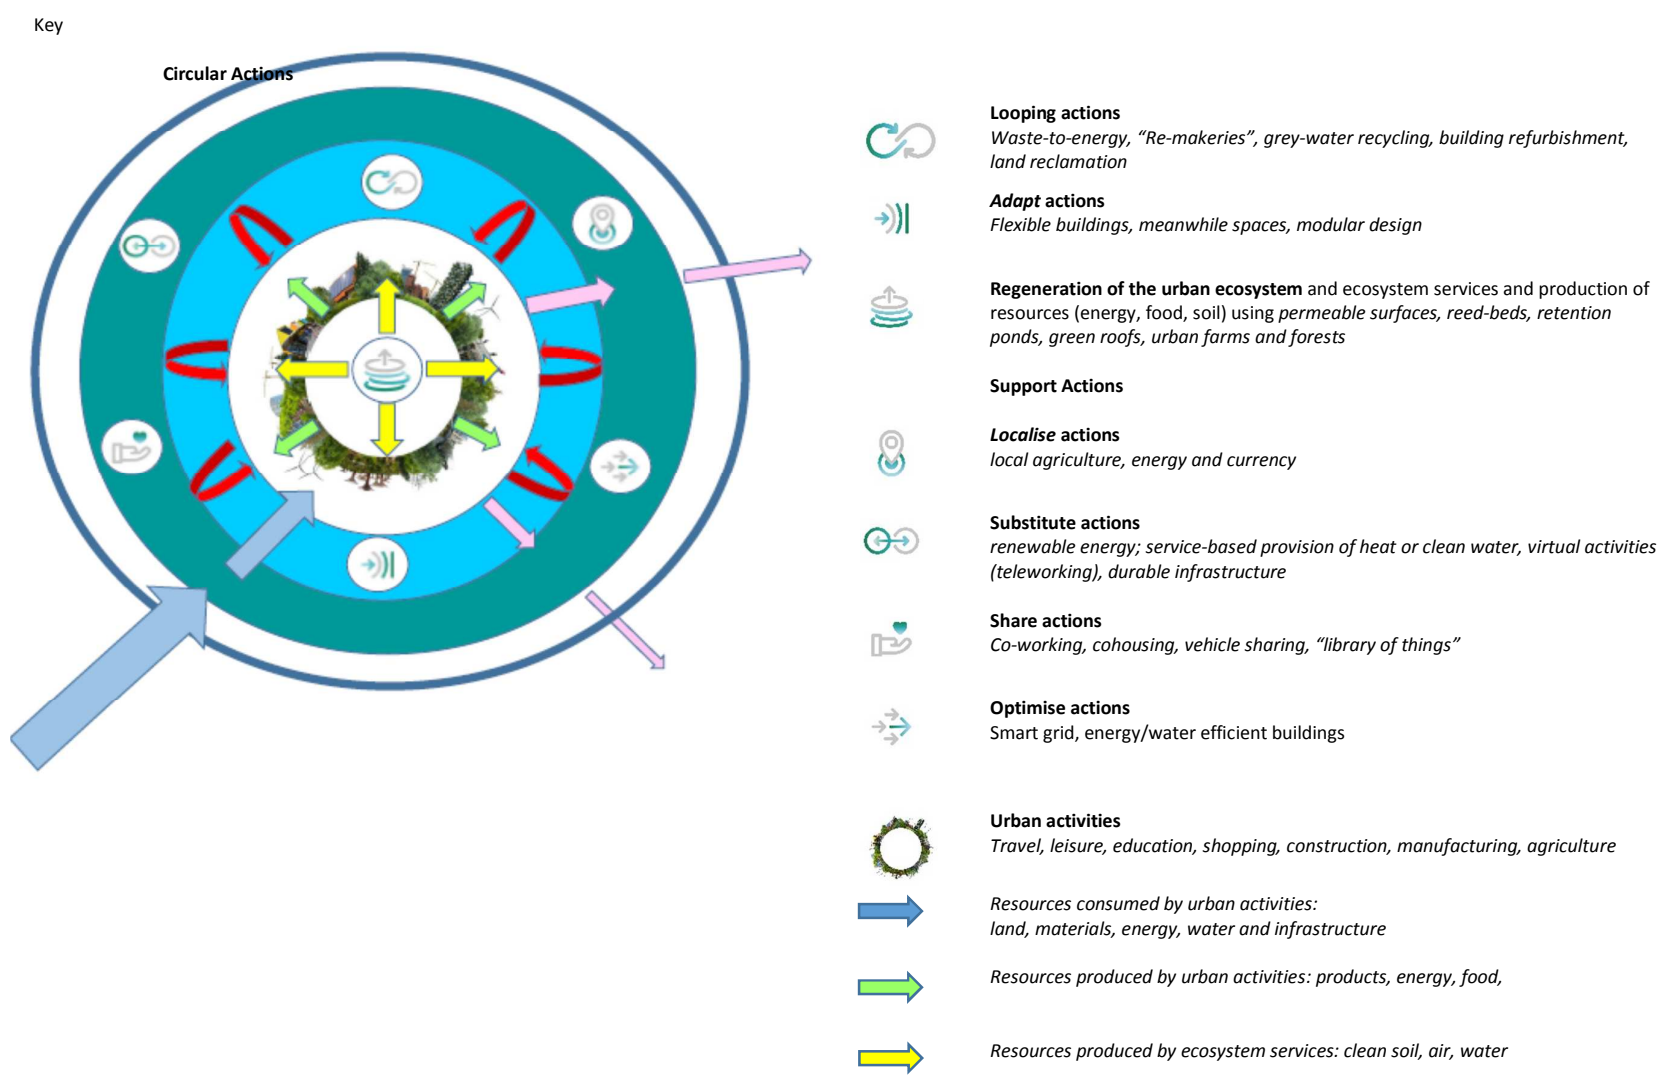 Key
Circular Actions
Looping actions
Waste-to-energy, “Re-makeries”, grey-water recycling, building refurbishment,
land reclamation
Adapt actions
Flexible buildings, meanwhile spaces, modular design
Regeneration of the urban ecosystem and ecosystem services and production of
resources (energy, food, soil) using permeable surfaces, reed-beds, retention
ponds, green roofs, urban farms and forests
Support Actions
Localise actions
local agriculture, energy and currency
Substitute actions
renewable energy; service-based provision of heat or clean water, virtual activities
(teleworking), durable infrastructure
Share actions
Co-working, cohousing, vehicle sharing, “library of things”
Optimise actions
Smart grid, energy/water efficient buildings
Urban activities
Travel, leisure, education, shopping, construction, manufacturing, agriculture
Resources consumed by urban activities:
land, materials, energy, water and infrastructure
Resources produced by urban activities: products, energy, food,
Resources produced by ecosystem services: clean soil, air, water